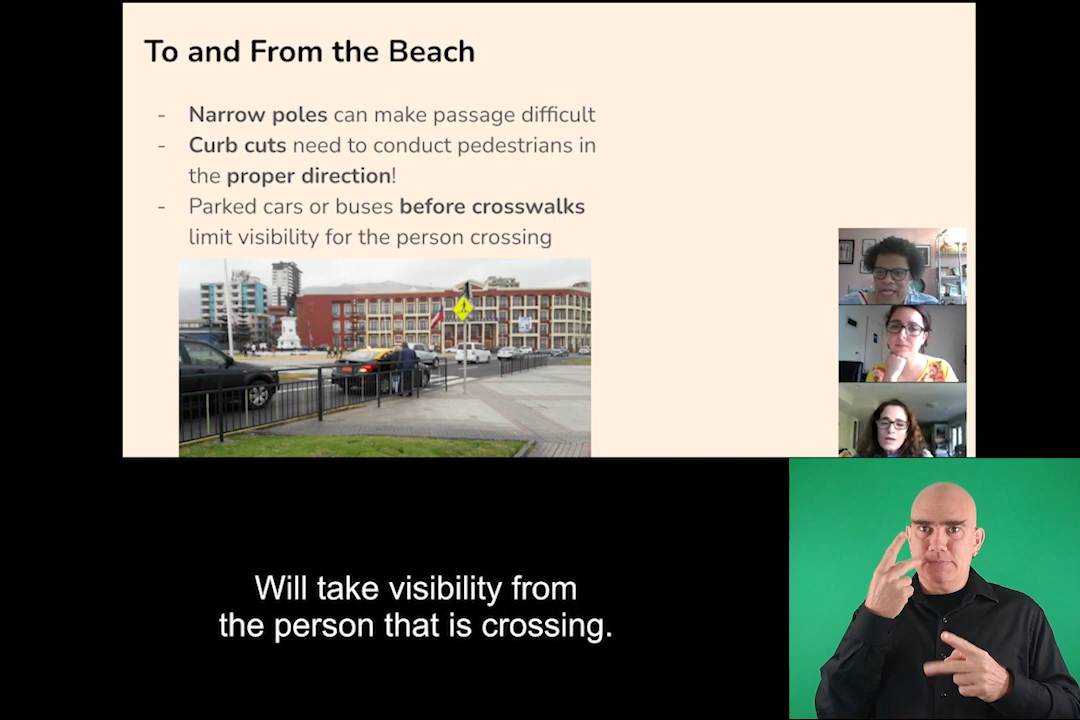 To and From the Beach
- Narrow poles can make passage difficult
- Curb cuts need to conduct pedestrians in
the proper direction!
- Parked cars or buses before crosswalks
limit visibility for the person crossing
Will take visibility from
the person that is crossing.